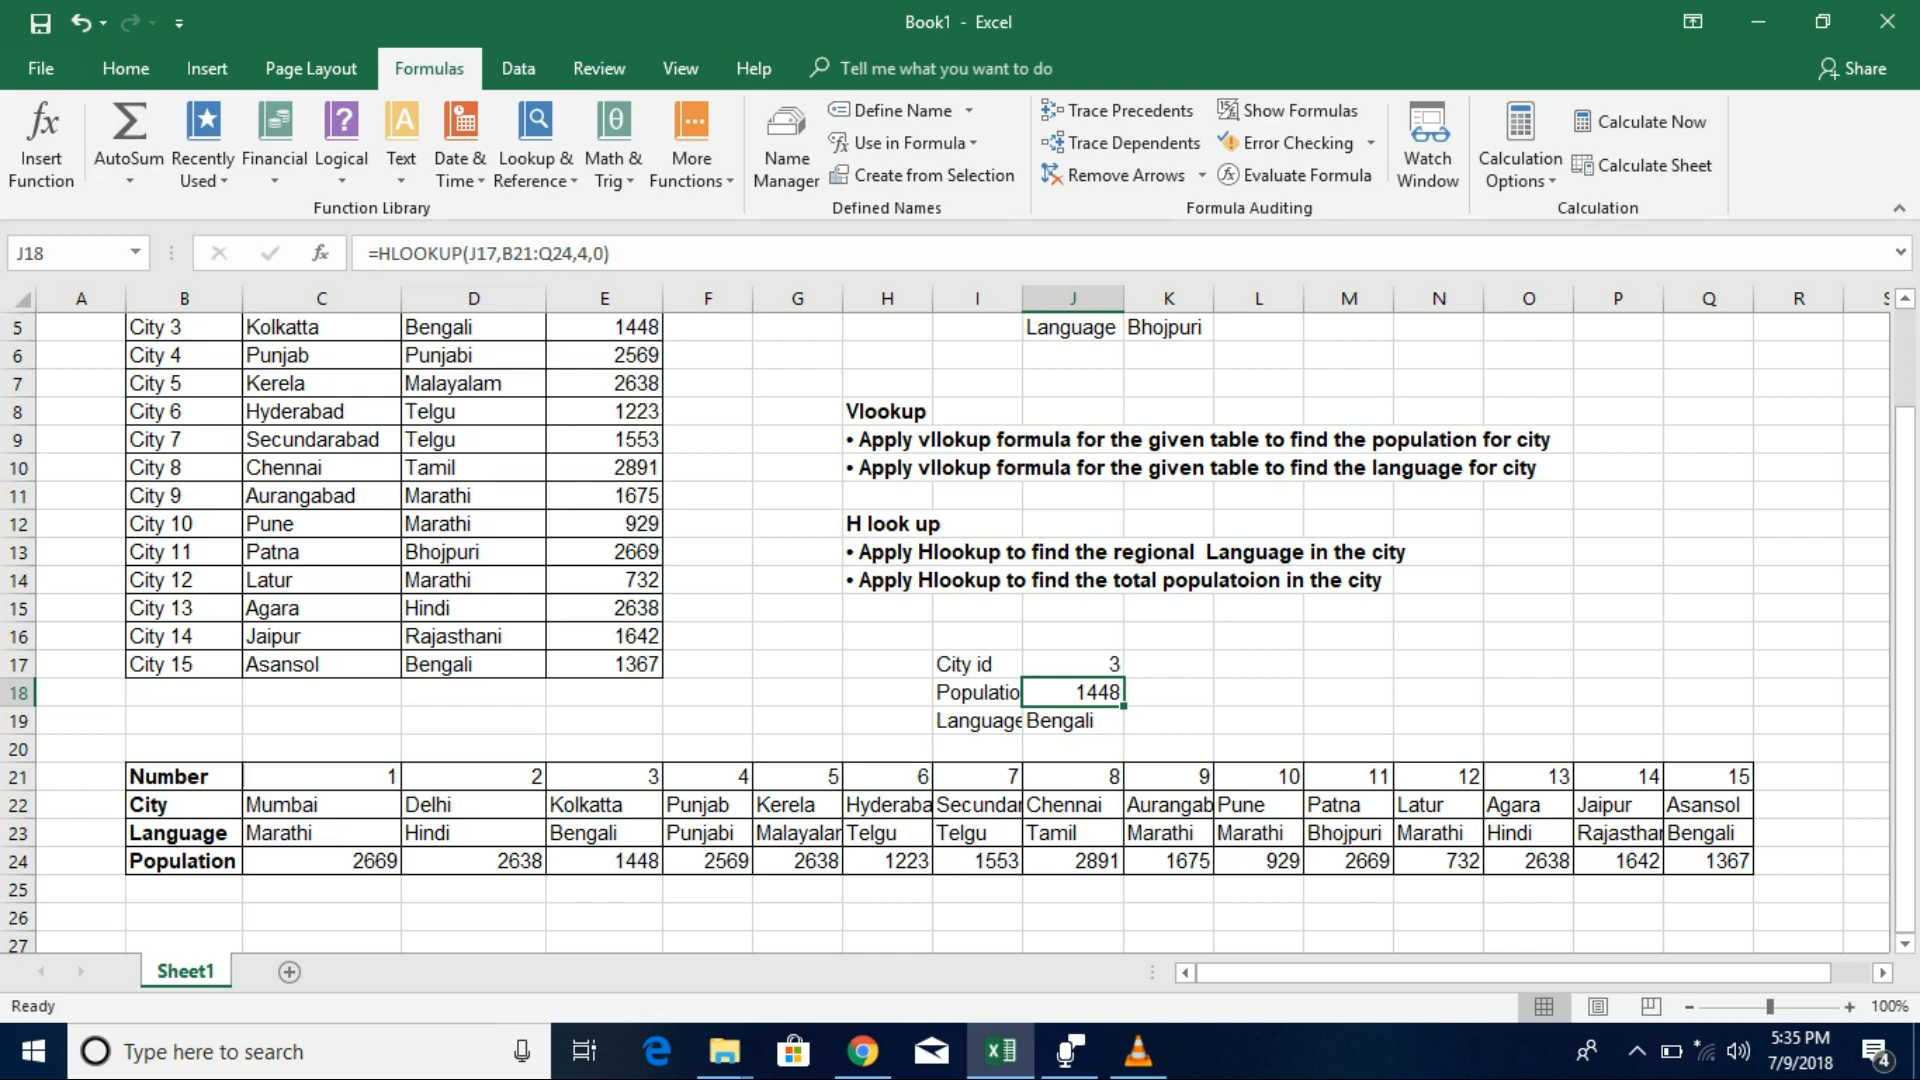 Book1 - Excel
File Home Insert Page Layout Formulas Data Review View Help Tell me what you want to do Share
Insert Function
AutoSum
Recently Used
Financial
Logical
Text
Date & Time
Lookup & Reference
Math & Trig
More Functions
Function Library
Name Manager
Define Name
Use in Formula
Create from Selection
Defined Names
Trace Precedents
Trace Dependents
Remove Arrows
Show Formulas
Error Checking
Evaluate Formula
Formula Auditing
Watch Window
Calculation Options
Calculate Now
Calculate Sheet
Calculation
J18 fx =HLOOKUP(J17,B21:Q24,4,0)
A B C D E F G H I J K L M N O P Q R
5 City 3 Kolkatta Bengali 1448 Language Bhojpuri
6 City 4 Punjab Punjabi 2569
7 City 5 Kerela Malayalam 2638
8 City 6 Hyderabad Telgu 1223 Vlookup
9 City 7 Secundarabad Telgu 1553 • Apply vllokup formula for the given table to find the population for city
10 City 8 Chennai Tamil 2891 • Apply vllokup formula for the given table to find the language for city
11 City 9 Aurangabad Marathi 1675
12 City 10 Pune Marathi 929 H look up
13 City 11 Patna Bhojpuri 2669 • Apply Hlookup to find the regional Language in the city
14 City 12 Latur Marathi 732 • Apply Hlookup to find the total populatoion in the city
15 City 13 Agara Hindi 2638
16 City 14 Jaipur Rajasthani 1642
17 City 15 Asansol Bengali 1367 City id 3
18 Populatio 1448
19 Language Bengali
20
21 Number 1 2 3 4 5 6 7 8 9 10 11 12 13 14 15
22 City Mumbai Delhi Kolkatta Punjab Kerela Hyderaba Secundar Chennai Aurangab Pune Patna Latur Agara Jaipur Asansol
23 Language Marathi Hindi Bengali Punjabi Malayalar Telgu Telgu Tamil Marathi Marathi Bhojpuri Marathi Hindi Rajasthar Bengali
24 Population 2669 2638 1448 2569 2638 1223 1553 2891 1675 929 2669 732 2638 1642 1367
25
26
27
Sheet1
Ready 100%
Type here to search
5:35 PM
7/9/2018
4